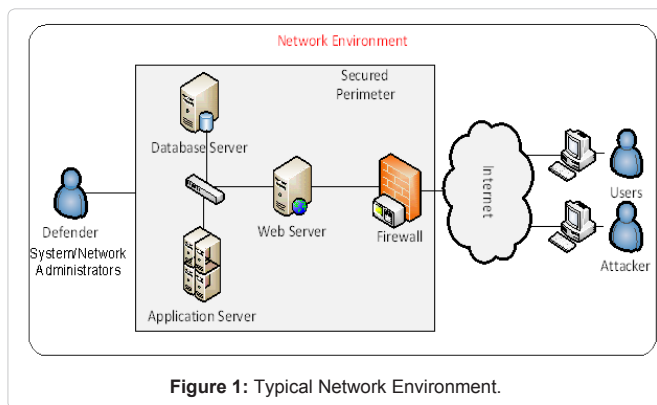 Network Environment
Secured
Perimeter
Database Server
Internet
Users
Defender
System/Network
Administrators
Web Server
Firewall
Attacker
Application Server
Figure 1: Typical Network Environment.